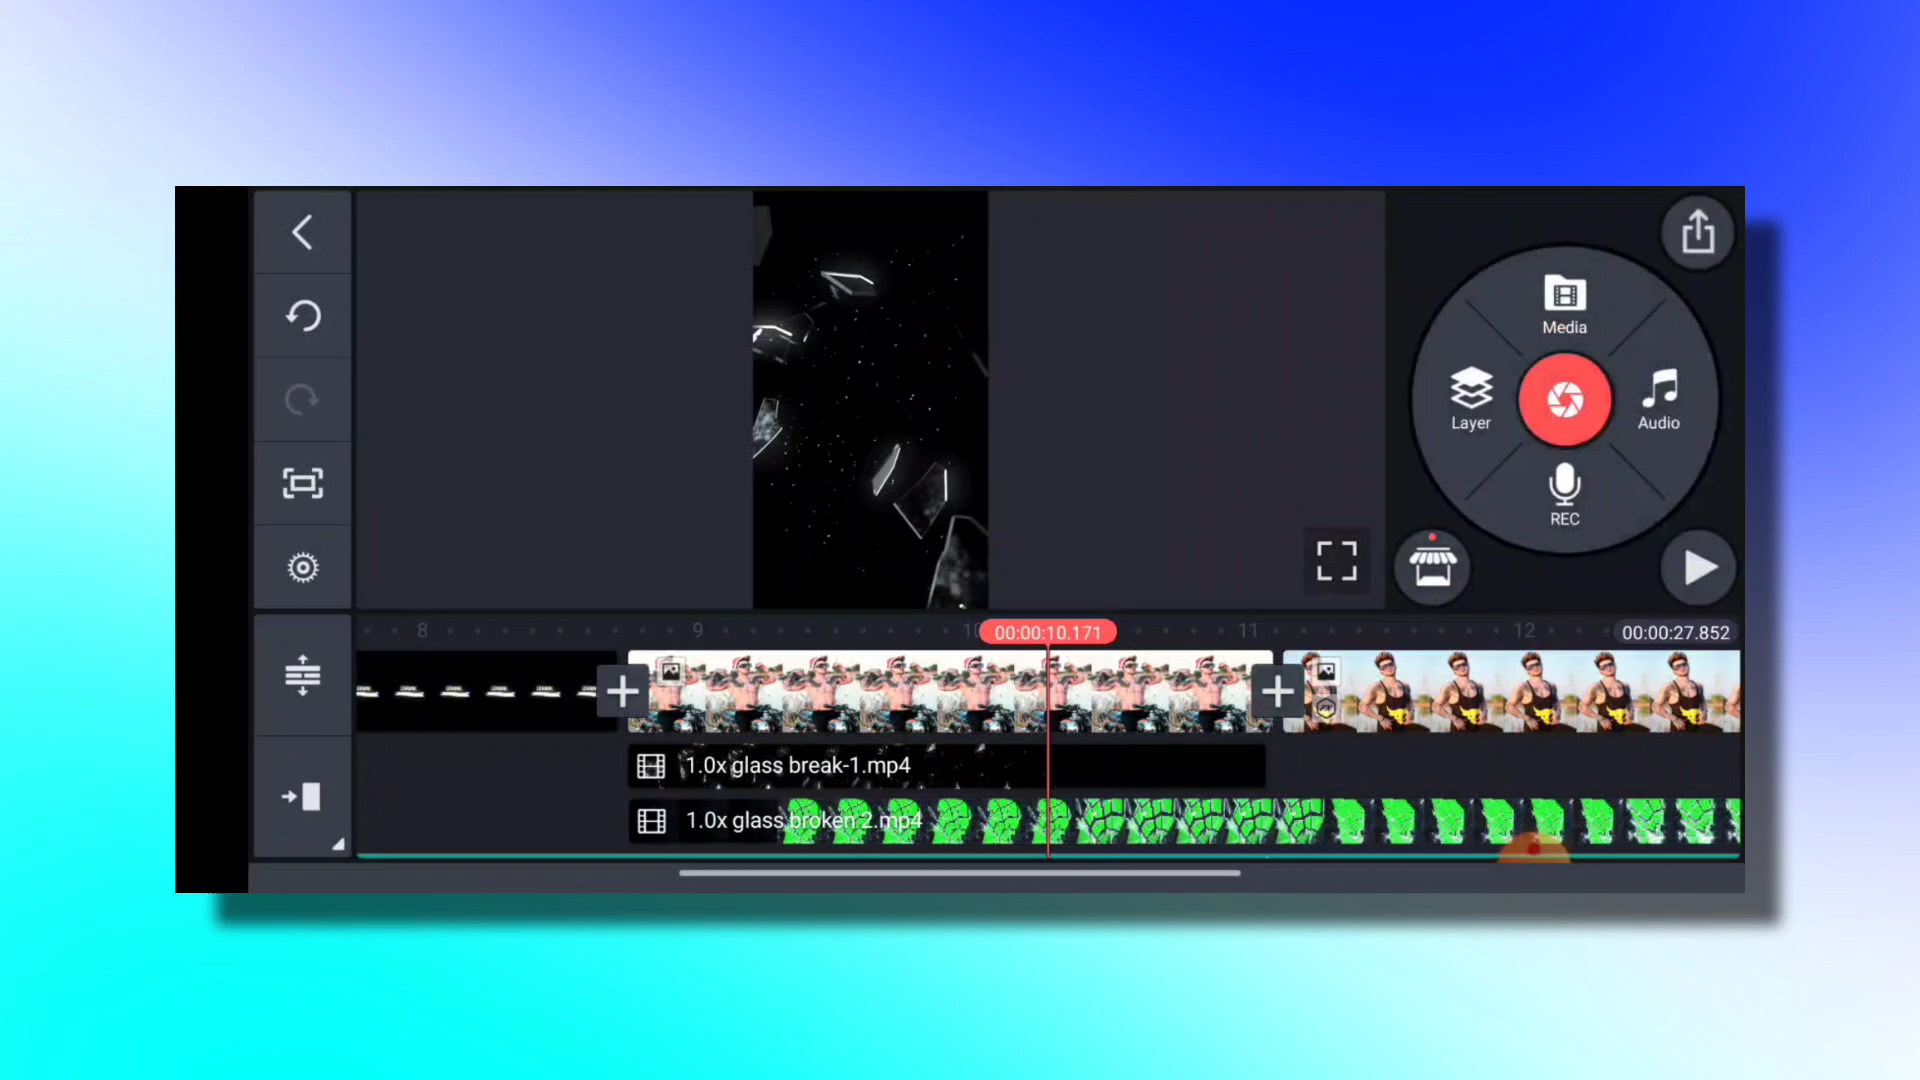 Media
Layer
Audio
REC
8
9
10
00:00:10.171
11
12
00:00:27.852
1.0x glass break-1.mp4
1.0x glass broken 2.mp4